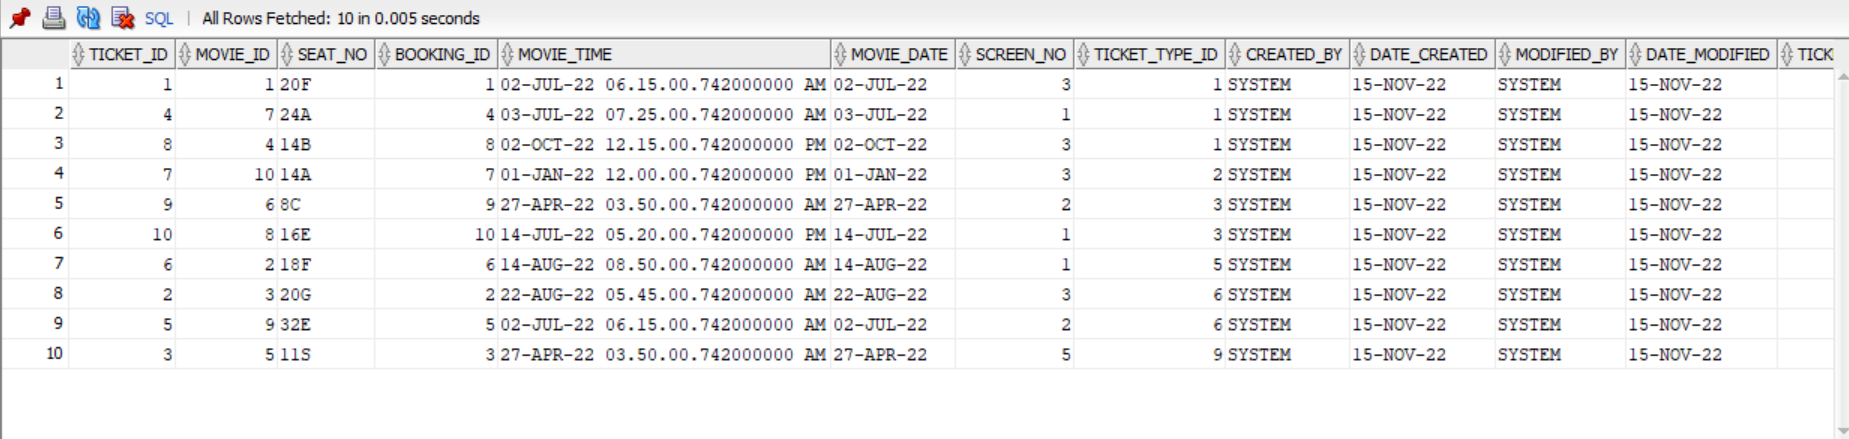 SQL | All Rows Fetched: 10 in 0.005 seconds
TICKET_ID MOVIE_ID SEAT_NO BOOKING_ID MOVIE_TIME MOVIE_DATE SCREEN_NO TICKET_TYPE_ID CREATED_BY DATE_CREATED MODIFIED_BY DATE_MODIFIED TICK
1 1 1 20F 1 02-JUL-22 06.15.00.742000000 AM 02-JUL-22 3 1 SYSTEM 15-NOV-22 SYSTEM 15-NOV-22
2 4 7 24A 4 03-JUL-22 07.25.00.742000000 AM 03-JUL-22 1 1 SYSTEM 15-NOV-22 SYSTEM 15-NOV-22
3 8 4 14B 8 02-OCT-22 12.15.00.742000000 PM 02-OCT-22 3 1 SYSTEM 15-NOV-22 SYSTEM 15-NOV-22
4 7 10 14A 7 01-JAN-22 12.00.00.742000000 PM 01-JAN-22 3 2 SYSTEM 15-NOV-22 SYSTEM 15-NOV-22
5 9 6 8C 9 27-APR-22 03.50.00.742000000 AM 27-APR-22 2 3 SYSTEM 15-NOV-22 SYSTEM 15-NOV-22
6 10 8 16E 10 14-JUL-22 05.20.00.742000000 PM 14-JUL-22 1 3 SYSTEM 15-NOV-22 SYSTEM 15-NOV-22
7 6 2 18F 6 14-AUG-22 08.50.00.742000000 AM 14-AUG-22 1 5 SYSTEM 15-NOV-22 SYSTEM 15-NOV-22
8 2 3 20G 2 22-AUG-22 05.45.00.742000000 AM 22-AUG-22 3 6 SYSTEM 15-NOV-22 SYSTEM 15-NOV-22
9 5 9 32E 5 02-JUL-22 06.15.00.742000000 AM 02-JUL-22 2 6 SYSTEM 15-NOV-22 SYSTEM 15-NOV-22
10 3 5 11S 3 27-APR-22 03.50.00.742000000 AM 27-APR-22 5 9 SYSTEM 15-NOV-22 SYSTEM 15-NOV-22